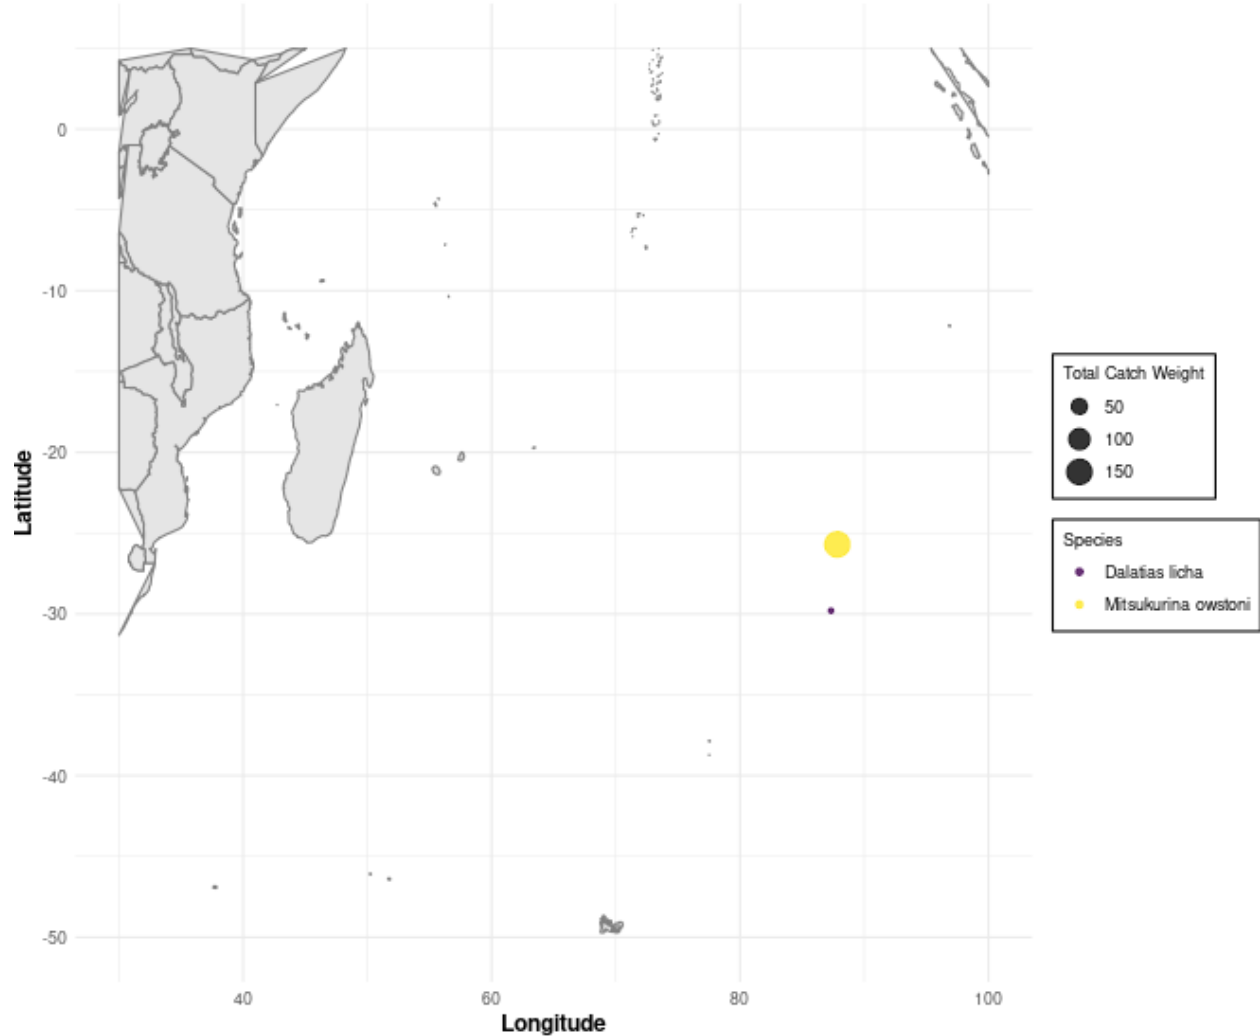 0
-10
-20
-30
-40
-50
Latitude
40 60 80 100
Longitude
Total Catch Weight
50
100
150
Species
Dalatias licha
Mitsukurina owstoni